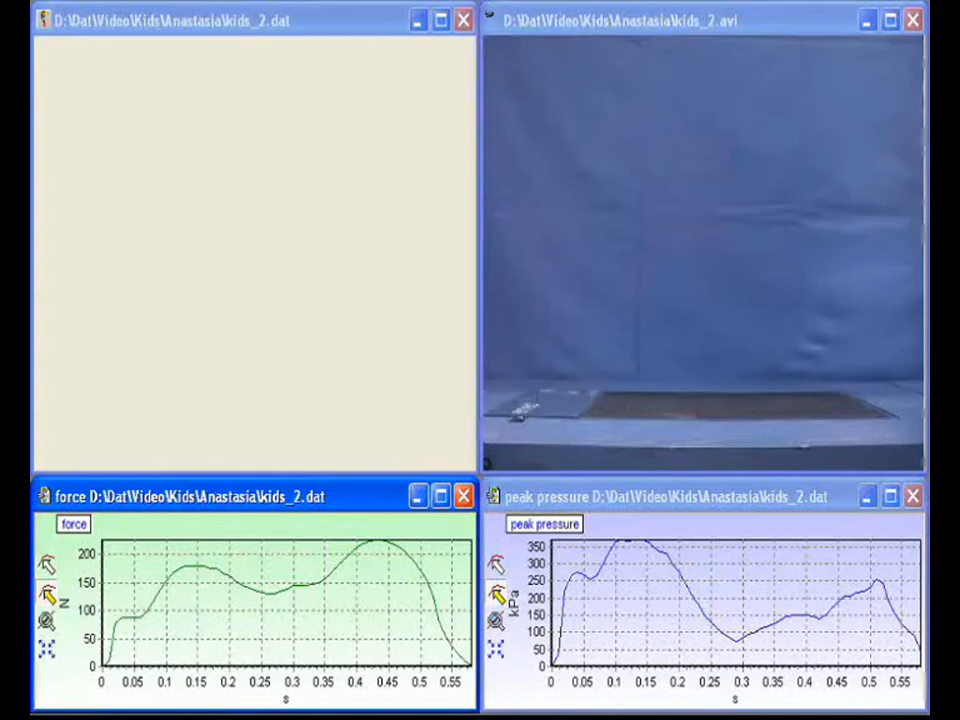 D:\Dat\Video\Kids\Anastasia\kids_2.dat
D:\Dat\Video\Kids\Anastasia\kids_2.avi
force D:\Dat\Video\Kids\Anastasia\kids_2.dat
force
200
150
100
50
0
N
0 0.05 0.1 0.15 0.2 0.25 0.3 0.35 0.4 0.45 0.5 0.55
s
peak pressure D:\Dat\Video\Kids\Anastasia\kids_2.dat
peak pressure
350
300
250
200
150
100
50
0
kPa
0 0.05 0.1 0.15 0.2 0.25 0.3 0.35 0.4 0.45 0.5 0.55
s